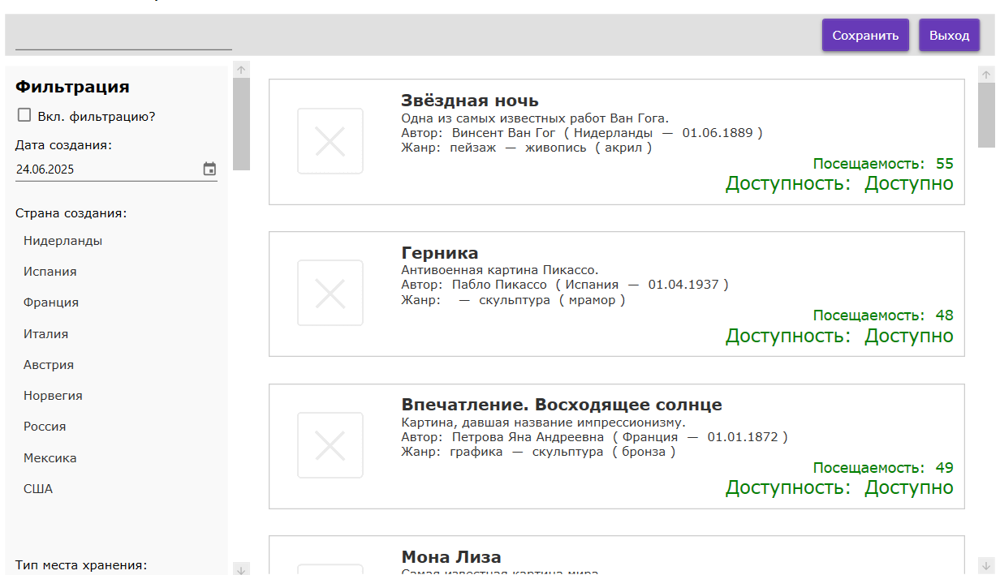 Сохранить
Выход
Фильтрация
Вкл. фильтрацию?
Дата создания:
24.06.2025
Страна создания:
Нидерланды
Испания
Франция
Италия
Австрия
Норвегия
Россия
Мексика
США
Тип места хранения:
Звёздная ночь
Одна из самых известных работ Ван Гога.
Автор: Винсент Ван Гог ( Нидерланды — 01.06.1889 )
Жанр: пейзаж — живопись ( акрил )
Посещаемость: 55
Доступность: Доступно
Герника
Антивоенная картина Пикассо.
Автор: Пабло Пикассо ( Испания — 01.04.1937 )
Жанр: — скульптура ( мрамор )
Посещаемость: 48
Доступность: Доступно
Впечатление. Восходящее солнце
Картина, давшая название импрессионизму.
Автор: Петрова Яна Андреевна ( Франция — 01.01.1872 )
Жанр: графика — скульптура ( бронза )
Посещаемость: 49
Доступность: Доступно
Мона Лиза
Самая известная картина мира.